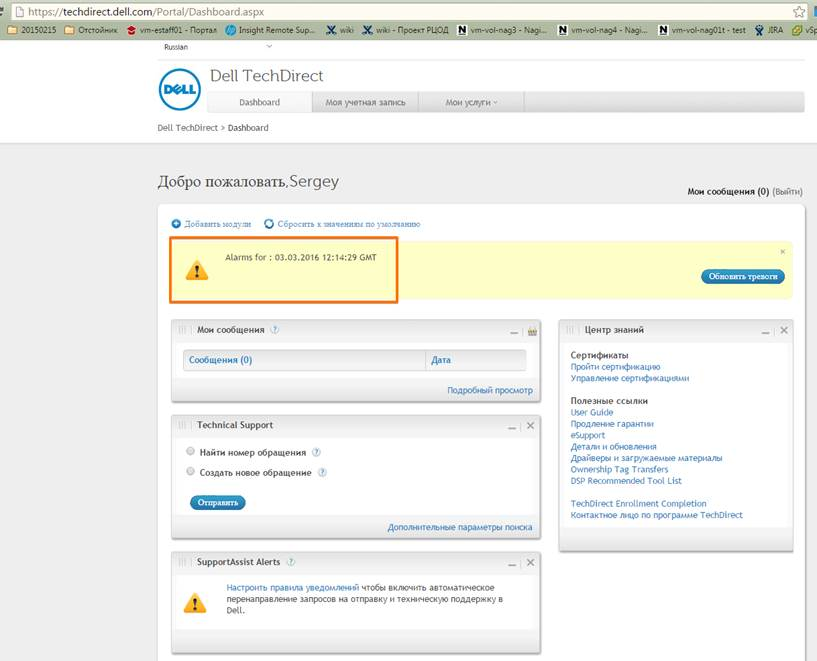 https://techdirect.dell.com/Portal/Dashboard.aspx
20150215 Отстойник vm-estaff01 - Портал Insight Remote Sup... wiki wiki - Проект РЦОД vm-vol-nag3 - Nagi... vm-vol-nag4 - Nagi... vm-vol-nag01t - test JIRA vSp
Russian
DELL
Dell TechDirect
Dashboard Моя учетная запись Мои услуги
Dell TechDirect > Dashboard
Добро пожаловать,Sergey
Мои сообщения (0) (Выйти)
Добавить модули Сбросить к значениям по умолчанию
Alarms for : 03.03.2016 12:14:29 GMT
Обновить тревоги
Мои сообщения
Сообщения (0) Дата
Подробный просмотр
Technical Support
Найти номер обращения
Создать новое обращение
Отправить
Дополнительные параметры поиска
SupportAssist Alerts
Настроить правила уведомлений чтобы включить автоматическое
перенаправление запросов на отправку и техническую поддержку в
Dell.
Центр знаний
Сертификаты
Пройти сертификацию
Управление сертификациями
Полезные ссылки
User Guide
Продление гарантии
eSupport
Детали и обновления
Драйверы и загружаемые материалы
Ownership Tag Transfers
DSP Recommended Tool List
TechDirect Enrollment Completion
Контактное лицо по программе TechDirect